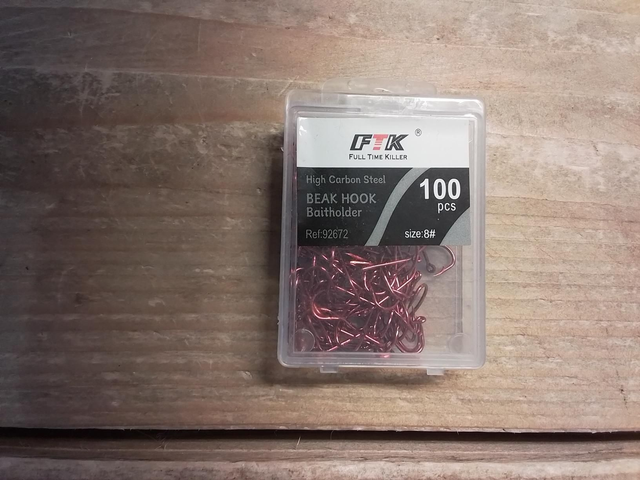 FTK ®
FULL TIME KILLER
High Carbon Steel
BEAK HOOK
Baitholder
100
pcs
Ref:92672
size:8#